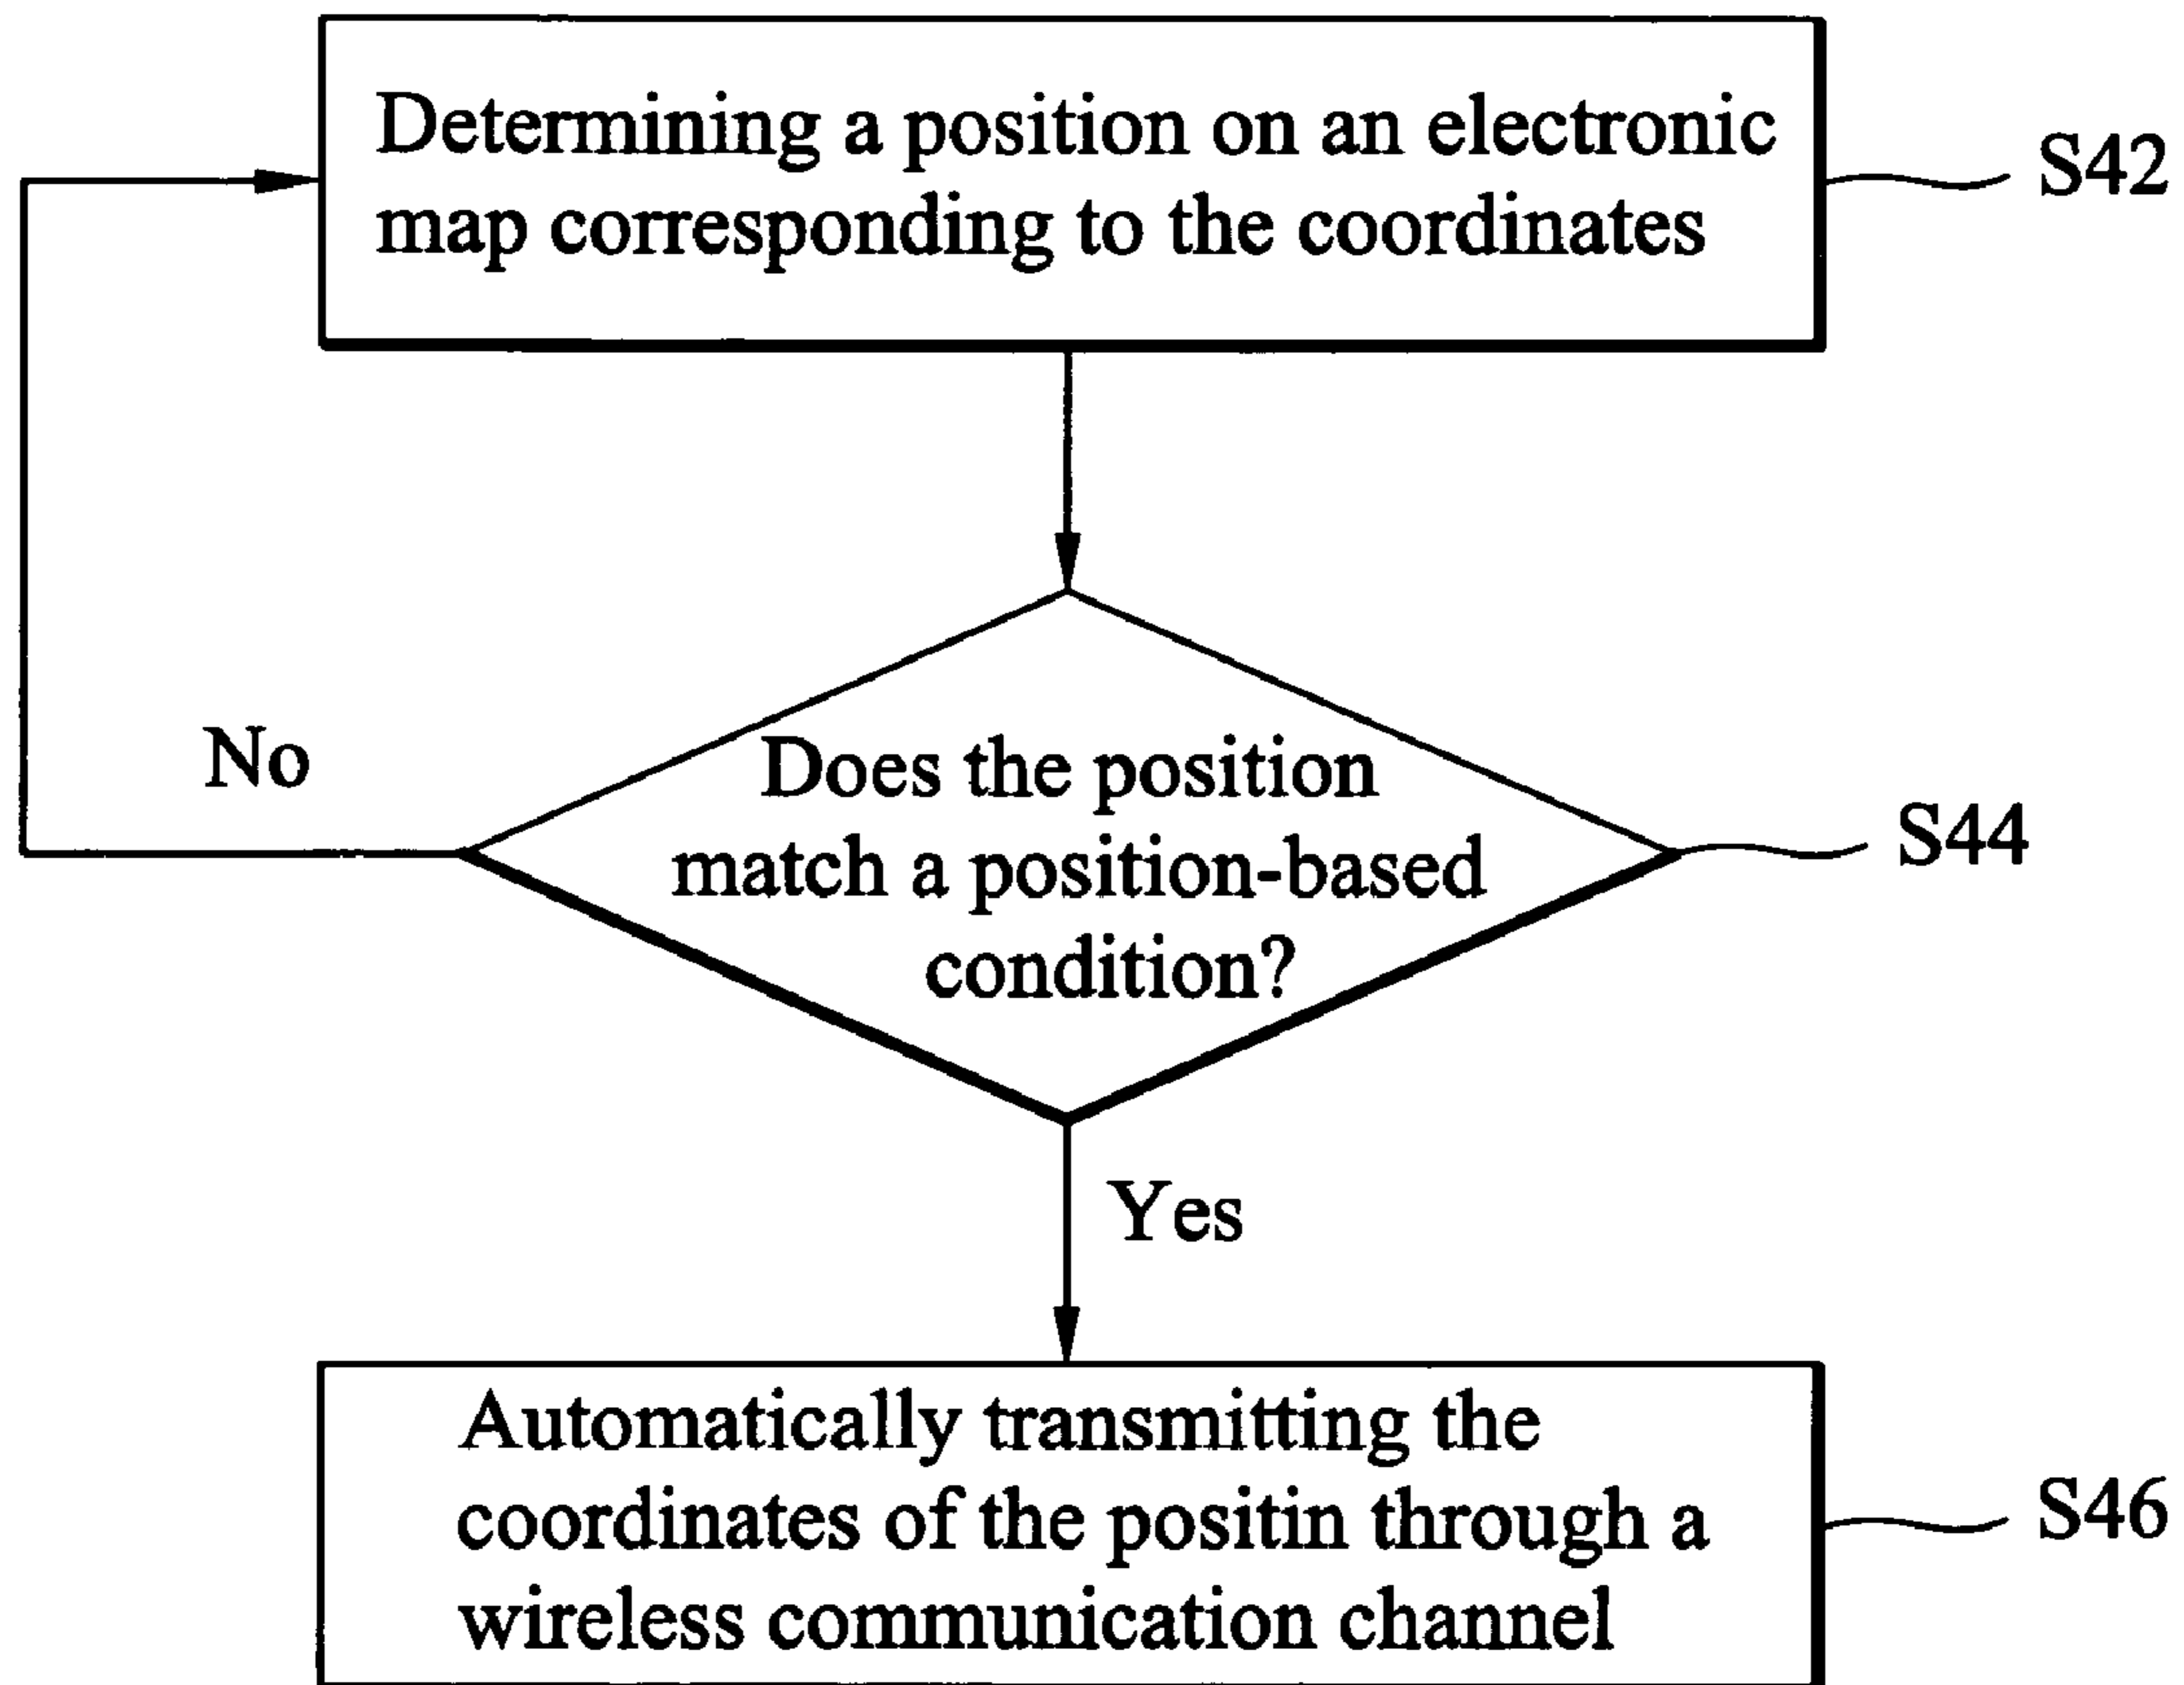 Determining a position on an electronic
map corresponding to the coordinates
S42
No
Does the position
match a position-based
condition?
S44
Yes
Automatically transmitting the
coordinates of the positin through a
wireless communication channel
S46